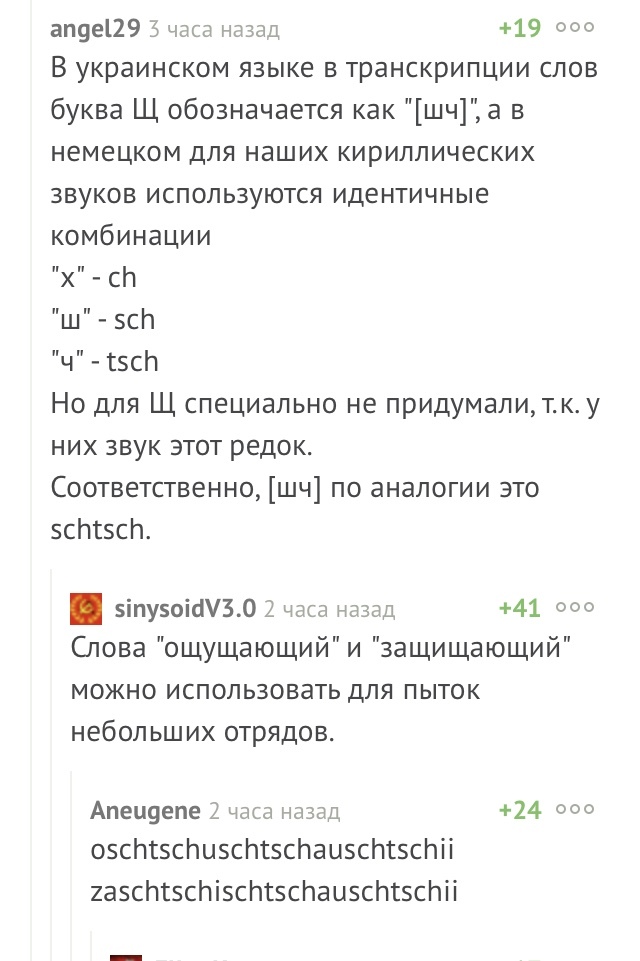 angel29 3 часа назад +19
В украинском языке в транскрипции слов
буква Щ обозначается как "[шч]", а в
немецком для наших кириллических
звуков используются идентичные
комбинации
"х" - ch
"ш" - sch
"ч" - tsch
Но для Щ специально не придумали, т.к. у
них звук этот редок.
Соответственно, [шч] по аналогии это
schtsch.
sinysoidV3.0 2 часа назад +41
Слова "ощущающий" и "защищающий"
можно использовать для пыток
небольших отрядов.
Aneugene 2 часа назад +24
oschtschuschtschauschtschii
zaschtschischtschauschtschii